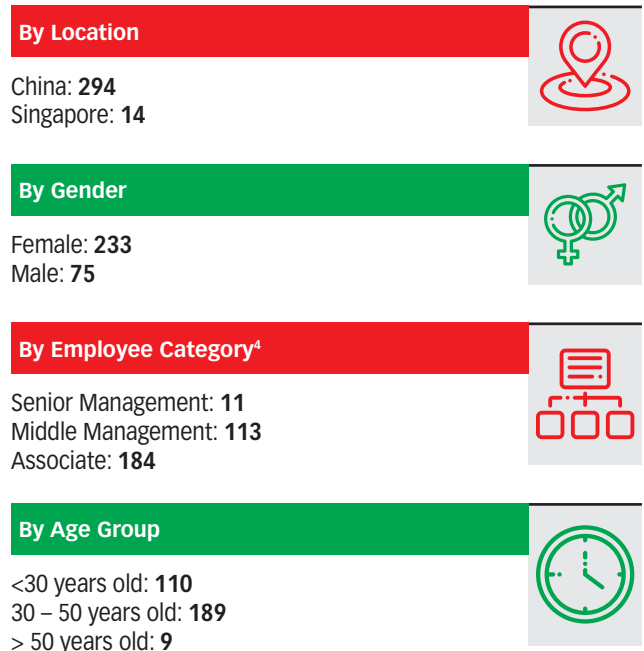 By Location
China: 294
Singapore: 14
By Gender
Female: 233
Male: 75
By Employee Category⁴
Senior Management: 11
Middle Management: 113
Associate: 184
By Age Group
<30 years old: 110
30 – 50 years old: 189
> 50 years old: 9